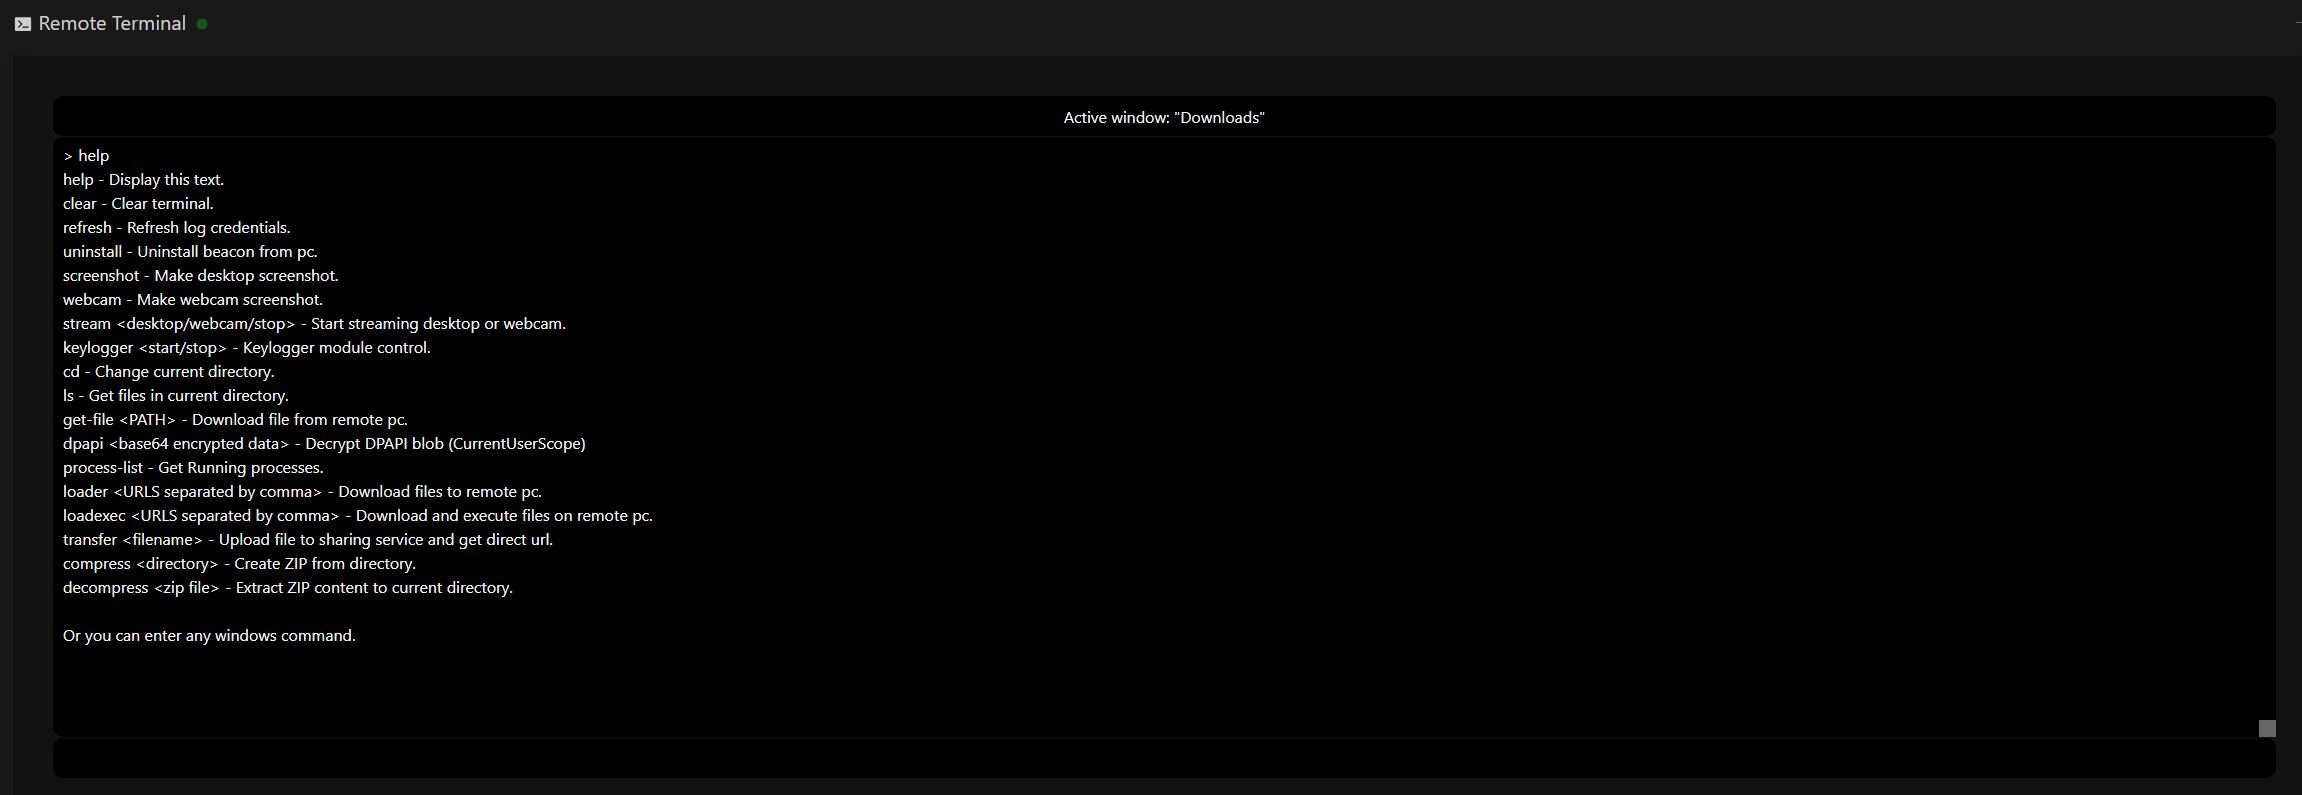 Remote Terminal
Active window: "Downloads"
> help
help - Display this text.
clear - Clear terminal.
refresh - Refresh log credentials.
uninstall - Uninstall beacon from pc.
screenshot - Make desktop screenshot.
webcam - Make webcam screenshot.
stream <desktop/webcam/stop> - Start streaming desktop or webcam.
keylogger <start/stop> - Keylogger module control.
cd - Change current directory.
ls - Get files in current directory.
get-file <PATH> - Download file from remote pc.
dpapi <base64 encrypted data> - Decrypt DPAPI blob (CurrentUserScope)
process-list - Get Running processes.
loader <URLS separated by comma> - Download files to remote pc.
loadexec <URLS separated by comma> - Download and execute files on remote pc.
transfer <filename> - Upload file to sharing service and get direct url.
compress <directory> - Create ZIP from directory.
decompress <zip file> - Extract ZIP content to current directory.
Or you can enter any windows command.